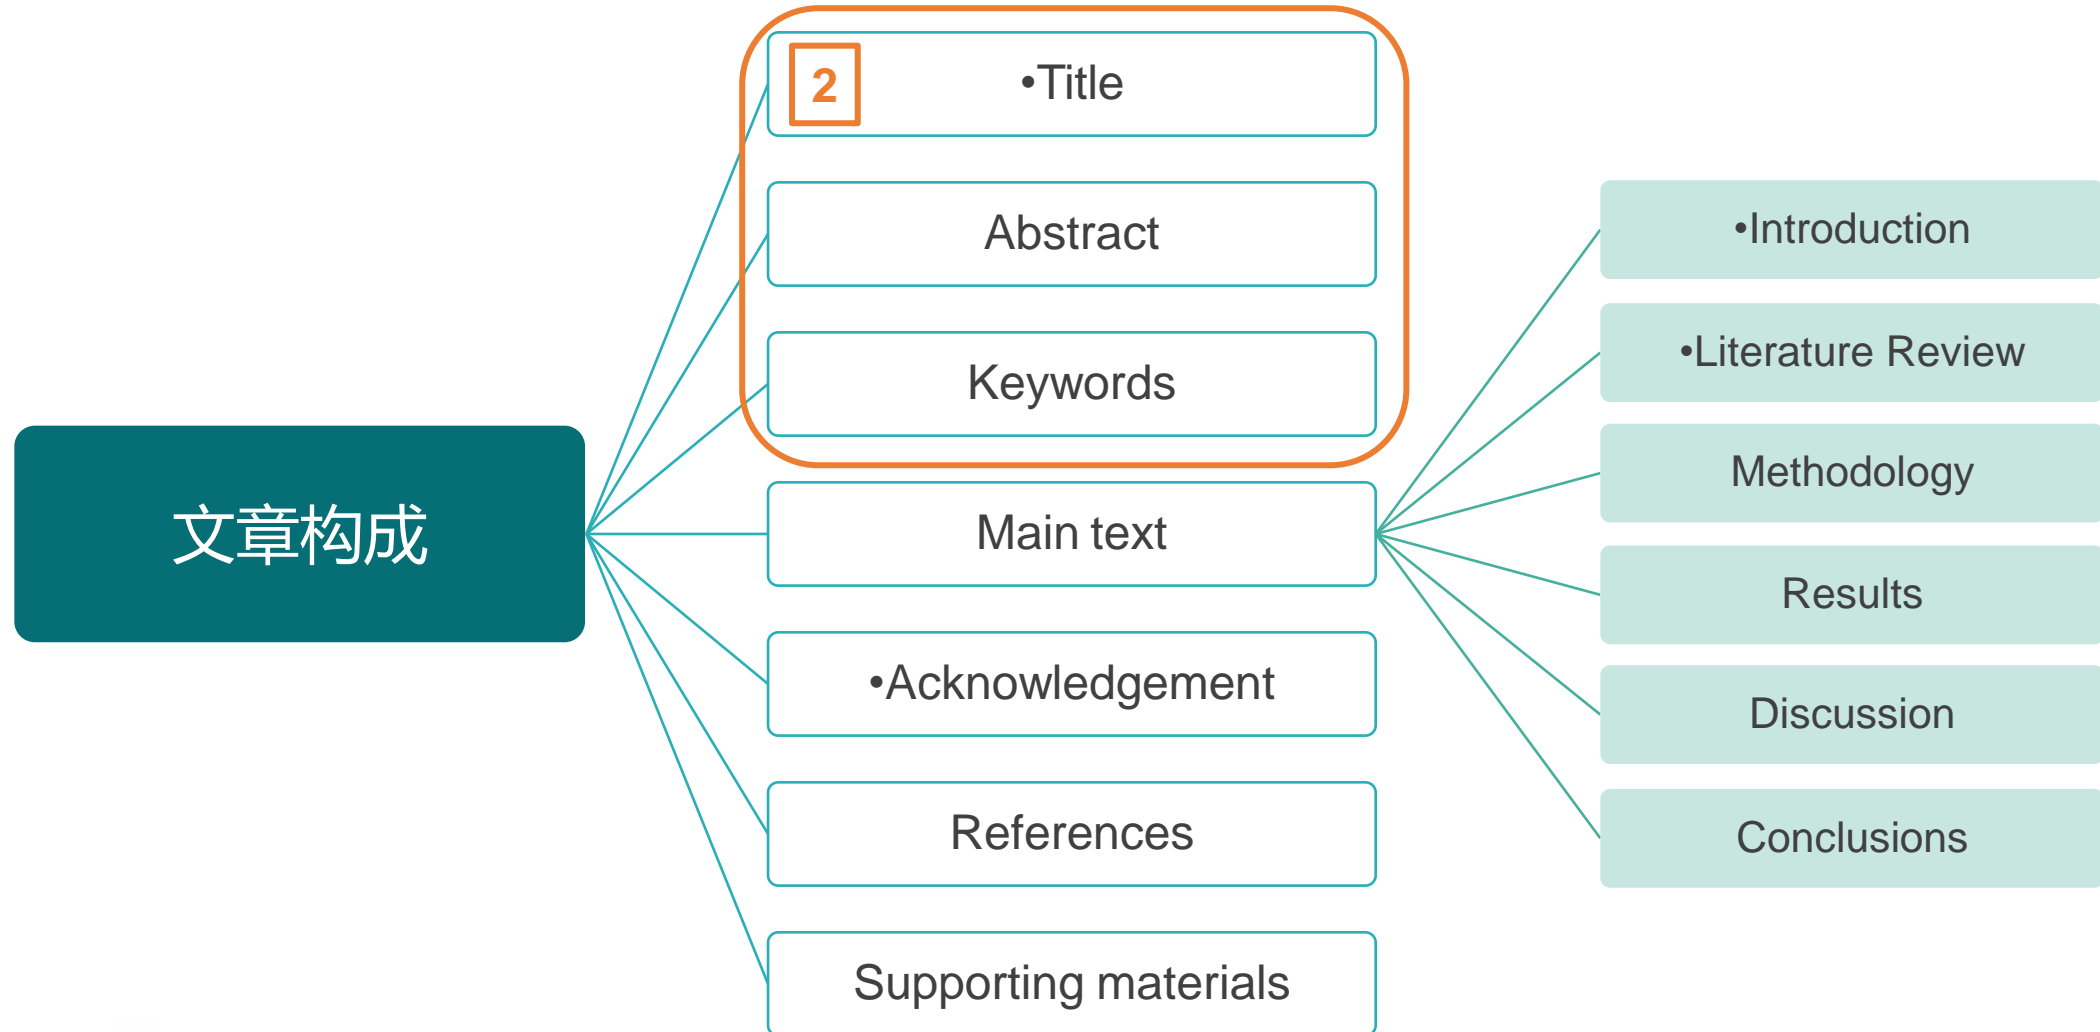 文章构成
2
•Title
Abstract
Keywords
Main text
•Acknowledgement
References
Supporting materials
•Introduction
•Literature Review
Methodology
Results
Discussion
Conclusions